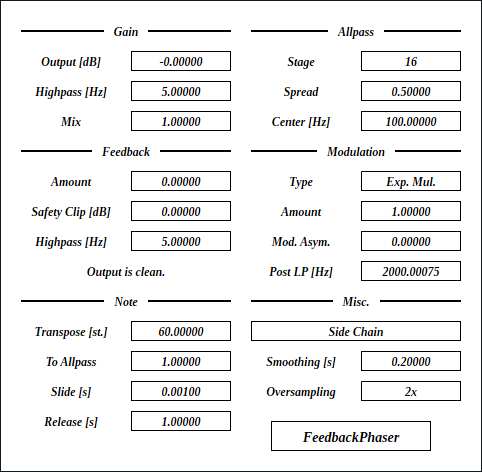 Gain
Output [dB] -0.00000
Highpass [Hz] 5.00000
Mix 1.00000
Feedback
Amount 0.00000
Safety Clip [dB] 0.00000
Highpass [Hz] 5.00000
Output is clean.
Note
Transpose [st.] 60.00000
To Allpass 1.00000
Slide [s] 0.00100
Release [s] 1.00000
Allpass
Stage 16
Spread 0.50000
Center [Hz] 100.00000
Modulation
Type Exp. Mul.
Amount 1.00000
Mod. Asym. 0.00000
Post LP [Hz] 2000.00075
Misc.
Side Chain
Smoothing [s] 0.20000
Oversampling 2x
FeedbackPhaser